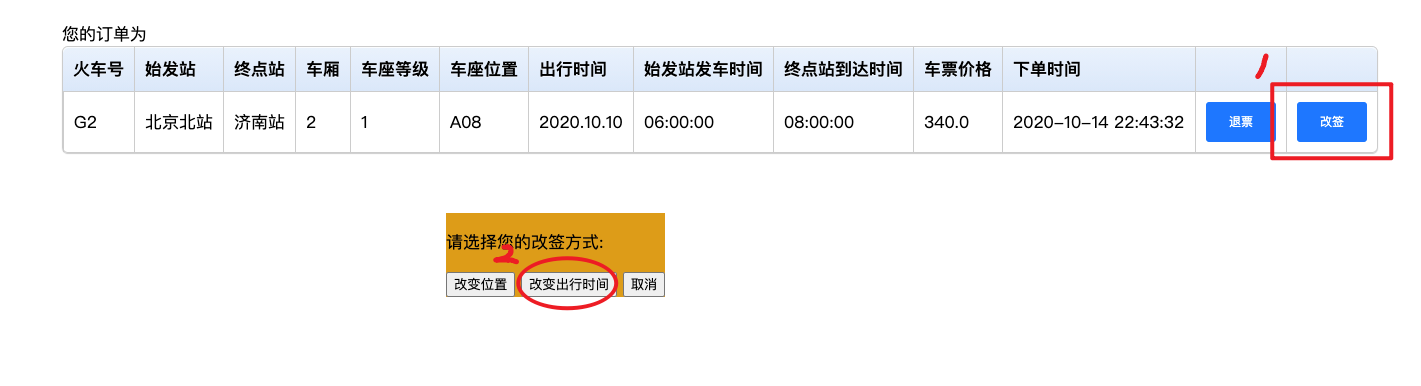 您的订单为
火车号 始发站 终点站 车厢 车座等级 车座位置 出行时间 始发站发车时间 终点站到达时间 车票价格 下单时间
1
G2 北京北站 济南站 2 1 A08 2020.10.10 06:00:00 08:00:00 340.0 2020-10-14 22:43:32 退票 改签
请选择您的改签方式:
2
改变位置 改变出行时间 取消